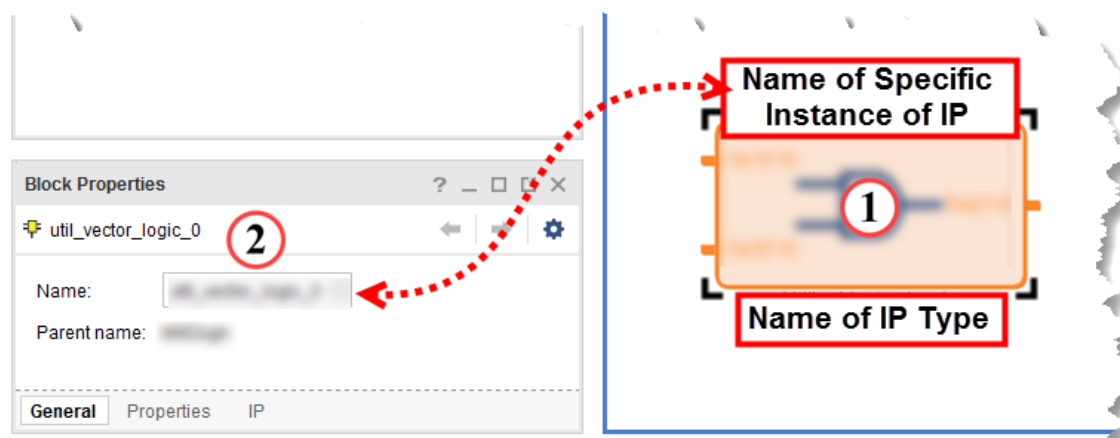 Name of Specific
Instance of IP
1
Name of IP Type
Block Properties
util_vector_logic_0
2
Name:
Parent name:
General Properties IP